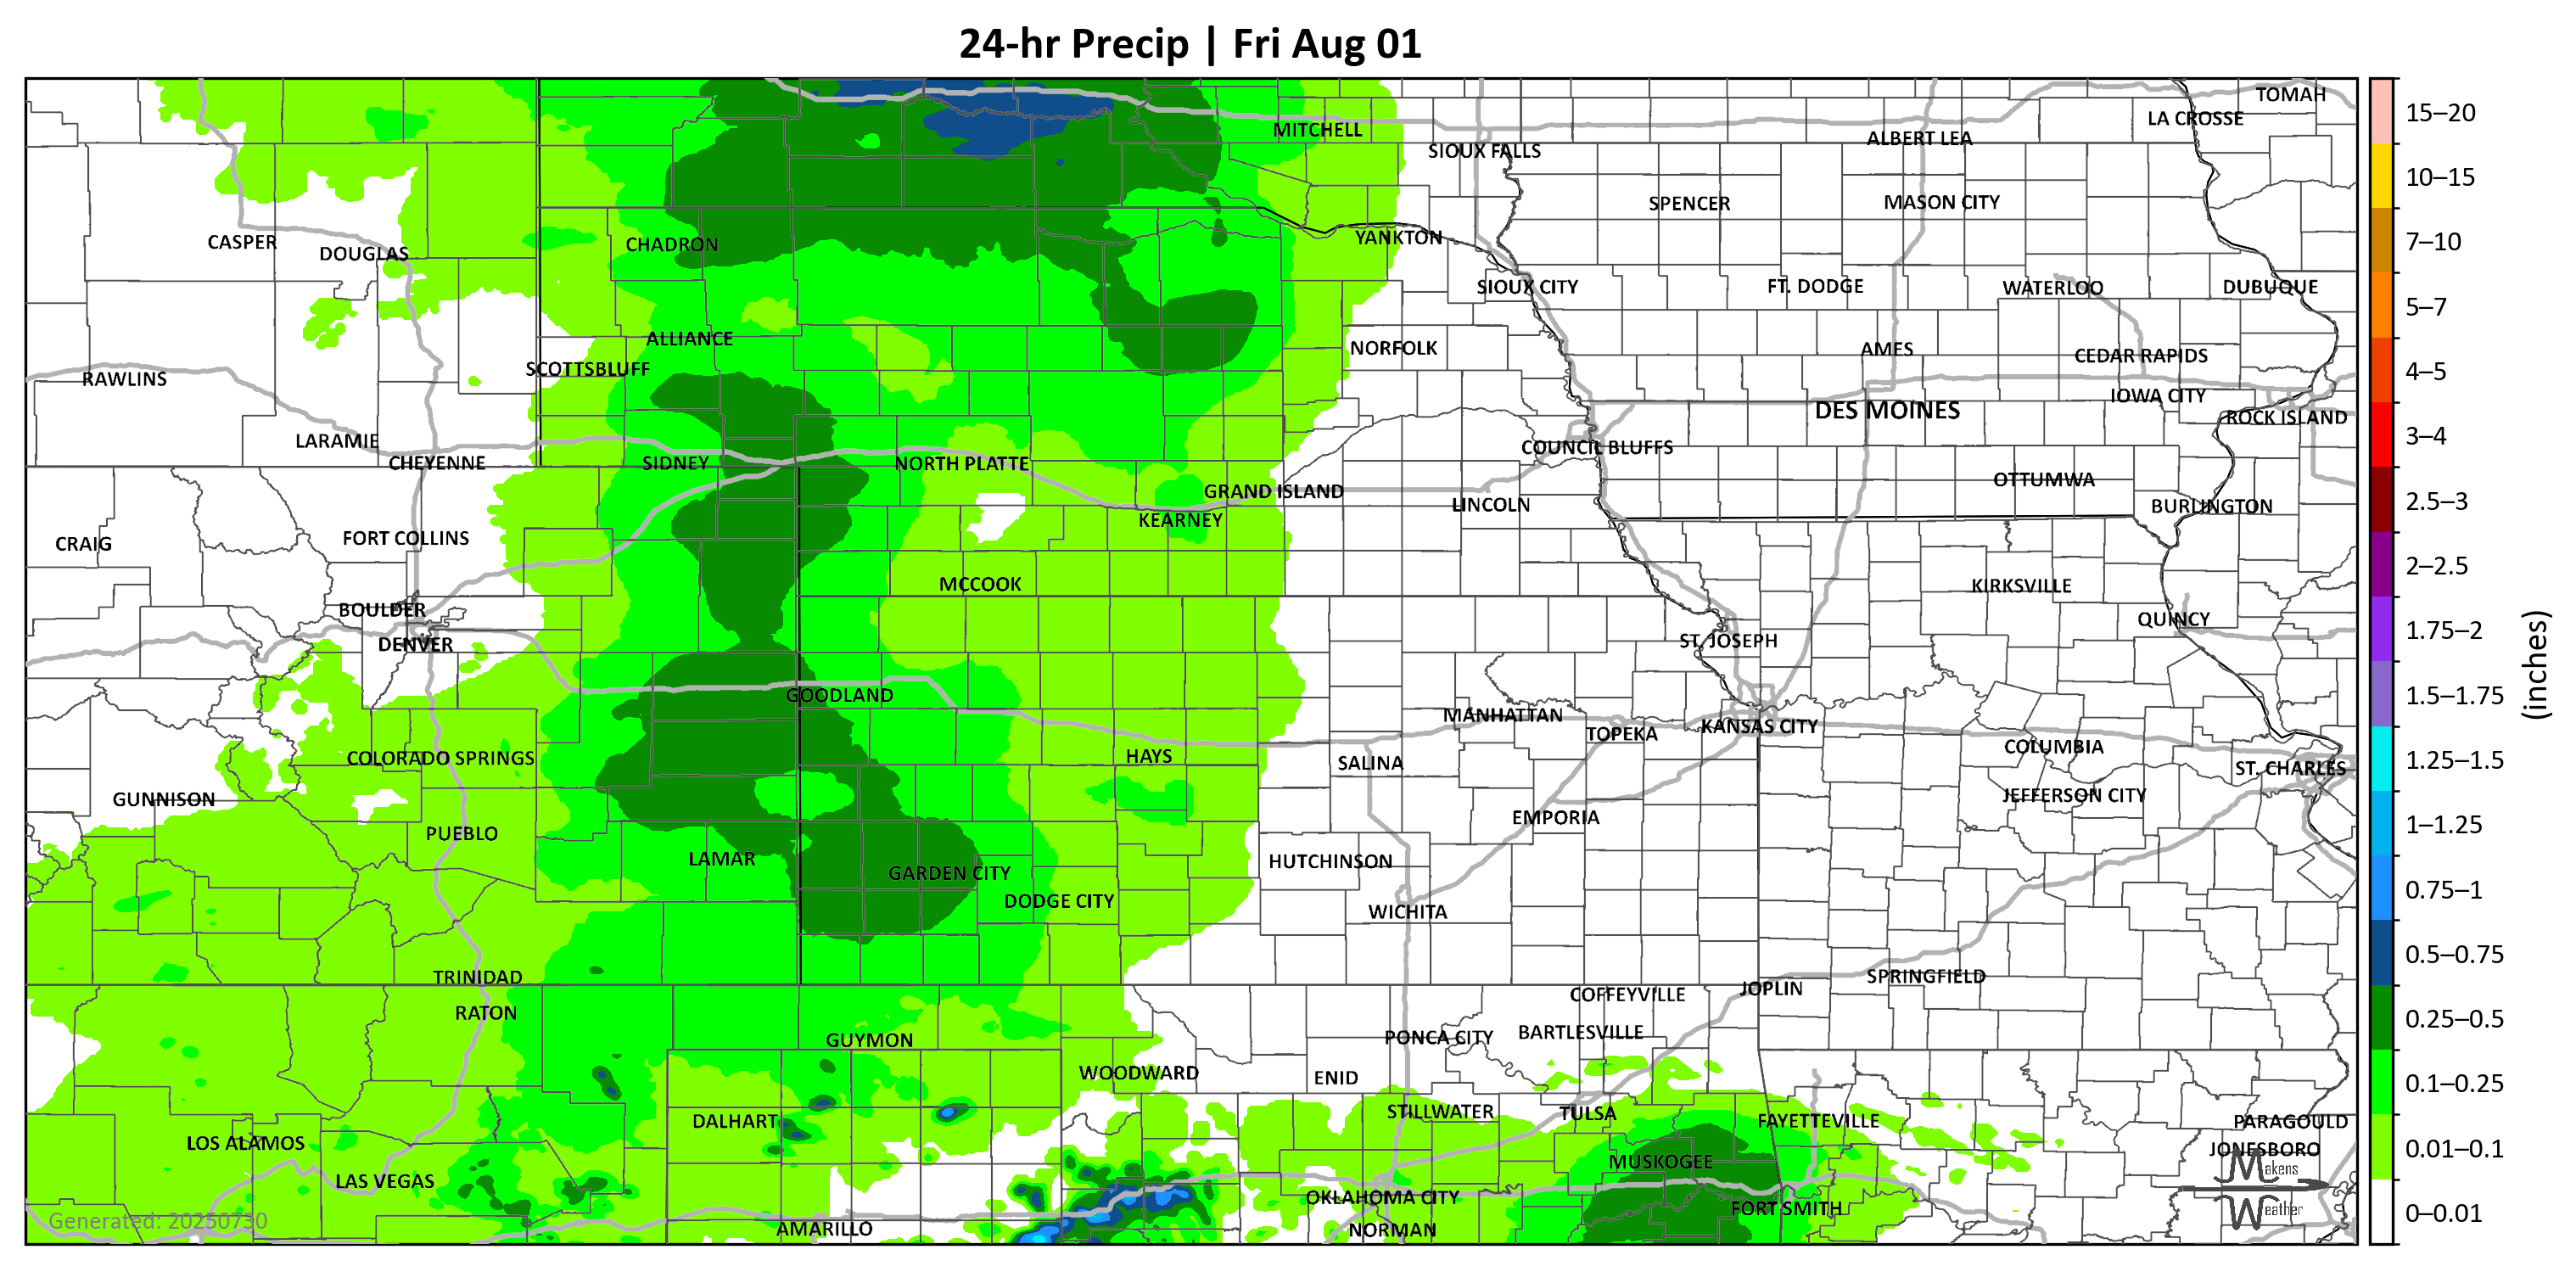 24-hr Precip | Fri Aug 01
TOMAH
LA CROSSE
MITCHELL
ALBERT LEA
SIOUX FALLS
SPENCER
MASON CITY
CASPER
DOUGLAS
CHADRON
YANKTON
SIOUX CITY
FT. DODGE
WATERLOO
DUBUQUE
ALLIANCE
NORFOLK
AMES
CEDAR RAPIDS
SCOTTSBLUFF
RAWLINS
IOWA CITY
DES MOINES
ROCK ISLAND
LARAMIE
COUNCIL BLUFFS
CHEYENNE
SIDNEY
NORTH PLATTE
OTTUMWA
GRAND ISLAND
LINCOLN
BURLINGTON
KEARNEY
CRAIG
FORT COLLINS
MCCOOK
KIRKSVILLE
BOULDER
QUINCY
DENVER
ST. JOSEPH
GOODLAND
MANHATTAN
KANSAS CITY
TOPEKA
COLUMBIA
COLORADO SPRINGS
HAYS
SALINA
ST. CHARLES
GUNNISON
JEFFERSON CITY
EMPORIA
PUEBLO
LAMAR
HUTCHINSON
GARDEN CITY
DODGE CITY
WICHITA
TRINIDAD
SPRINGFIELD
JOPLIN
COFFEYVILLE
RATON
BARTLESVILLE
PONCA CITY
GUYMON
WOODWARD
ENID
STILLWATER
TULSA
DALHART
FAYETTEVILLE
PARAGOULD
LOS ALAMOS
JONESBORO
MUSKOGEE
LAS VEGAS
OKLAHOMA CITY
FORT SMITH
AMARILLO
NORMAN
Makens
Weather
Generated: 20250730
15–20
10–15
7–10
5–7
4–5
3–4
2.5–3
2–2.5
1.75–2
1.5–1.75
1.25–1.5
1–1.25
0.75–1
0.5–0.75
0.25–0.5
0.1–0.25
0.01–0.1
0–0.01
(inches)